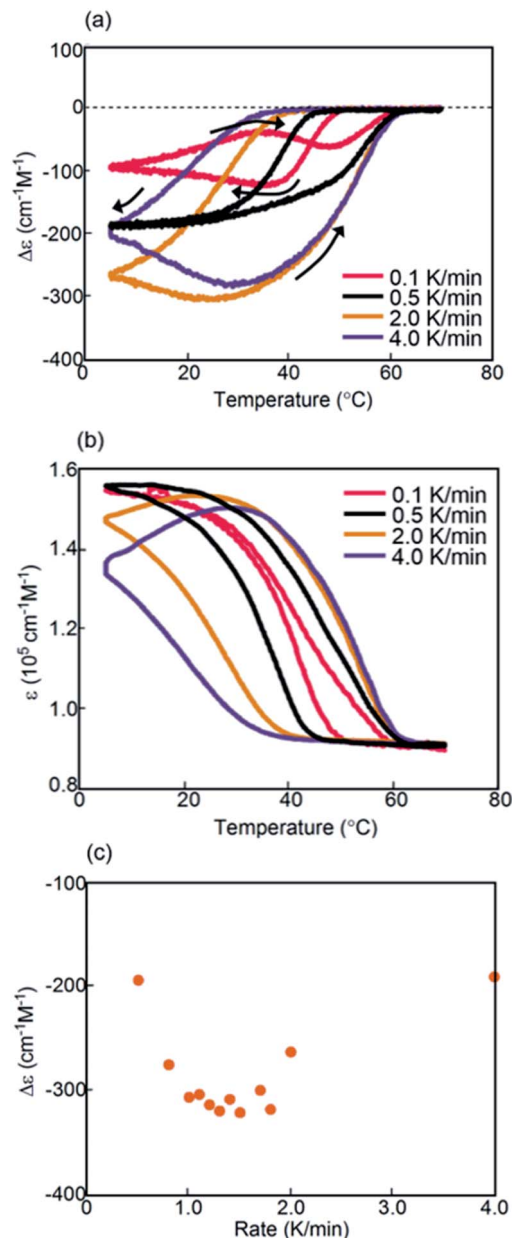 (a)
100
0
-100
-200
-300
-400
Δε (cm⁻¹M⁻¹)
0.1 K/min
0.5 K/min
2.0 K/min
4.0 K/min
20
40
60
80
Temperature (°C)
(b)
1.6
1.4
1.2
1.0
0.8
ε (10⁵ cm⁻¹M⁻¹)
0.1 K/min
0.5 K/min
2.0 K/min
4.0 K/min
20
40
60
80
Temperature (°C)
(c)
-100
-200
-300
-400
Δε (cm⁻¹M⁻¹)
0
1.0
2.0
3.0
4.0
Rate (K/min)